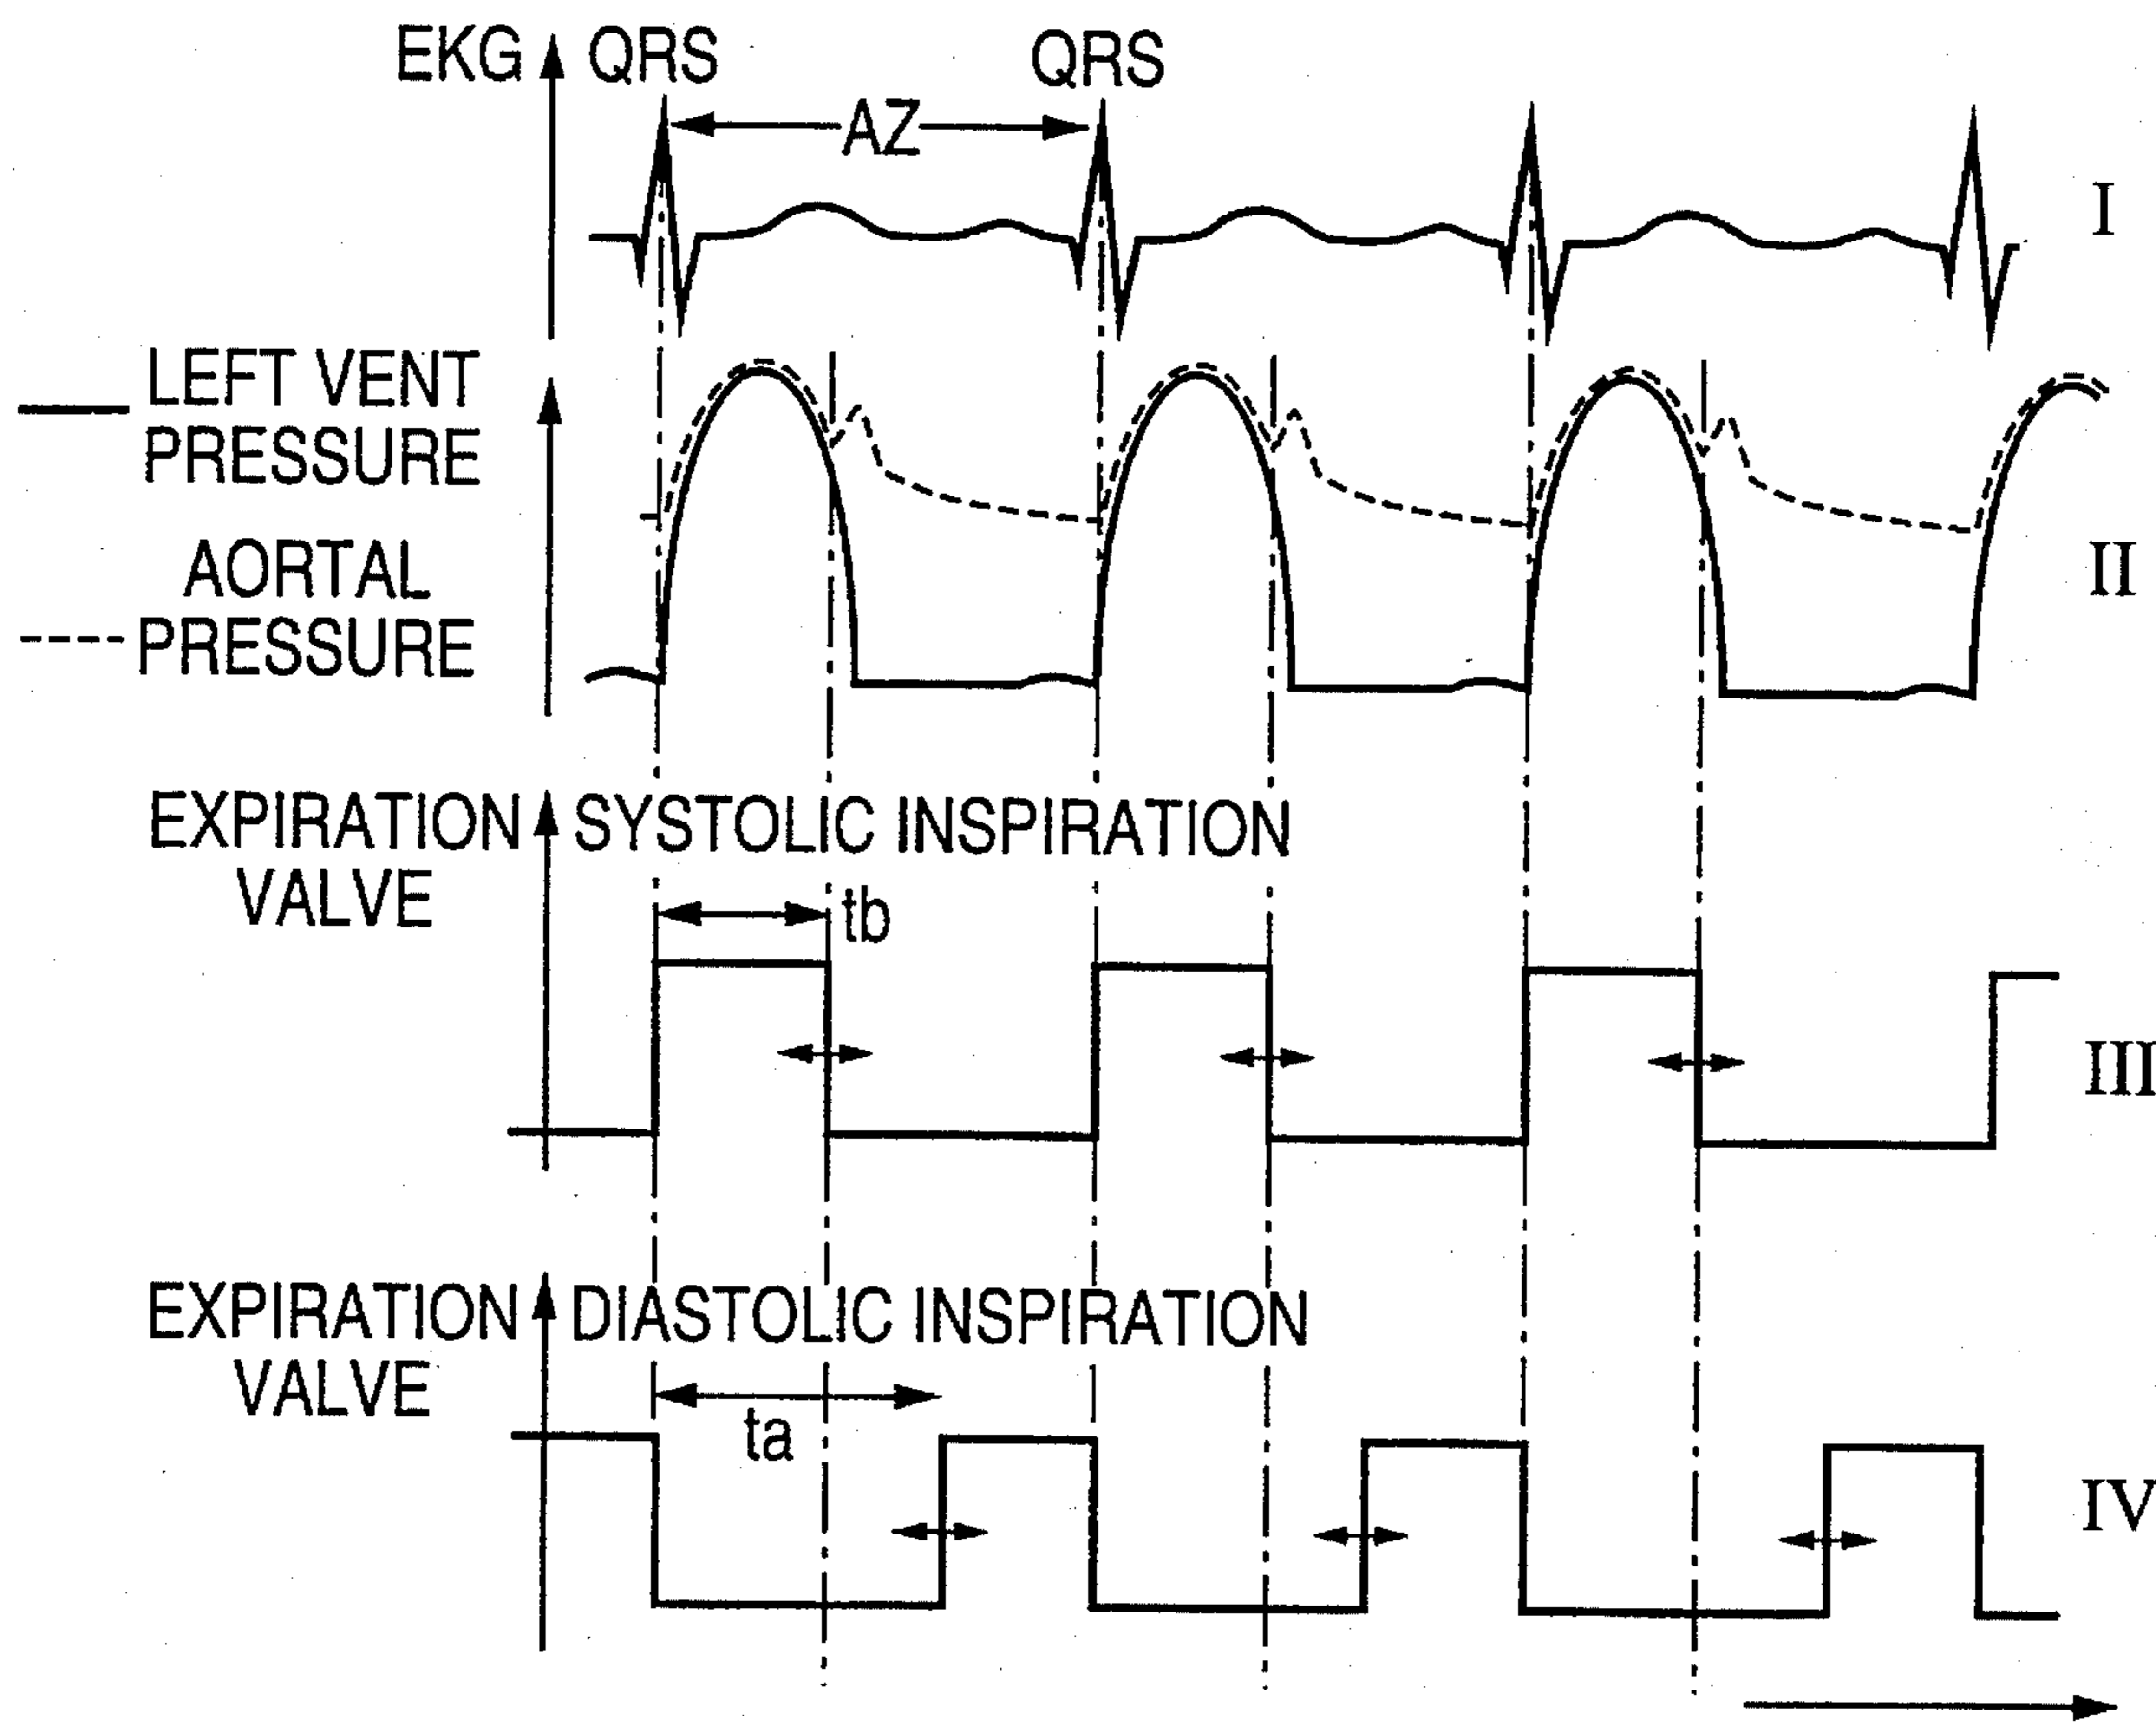 EKG QRS QRS
AZ
I
LEFT VENT
PRESSURE
AORTAL
PRESSURE
II
EXPIRATION
VALVE
SYSTOLIC INSPIRATION
tb
III
EXPIRATION
VALVE
DIASTOLIC INSPIRATION
ta
IV